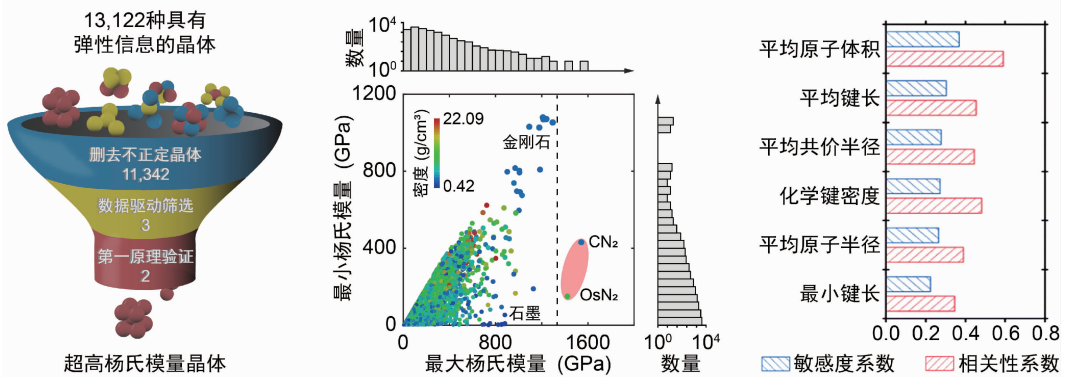 13,122种具有
弹性信息的晶体
删去不正定晶体
11,342
数据驱动筛选
3
第一原理验证
2
超高杨氏模量晶体
数量
10⁴
10⁰
最小杨氏模量 (GPa)
1200
800
400
0
密度 (g/cm³)
22.09
0.42
金刚石
石墨
CN₂
OsN₂
0 800 1600
最大杨氏模量 (GPa)
10⁰ 10⁴
数量
平均原子体积
平均键长
平均共价半径
化学键密度
平均原子半径
最小键长
0.0 0.2 0.4 0.6 0.8
敏感度系数
相关性系数